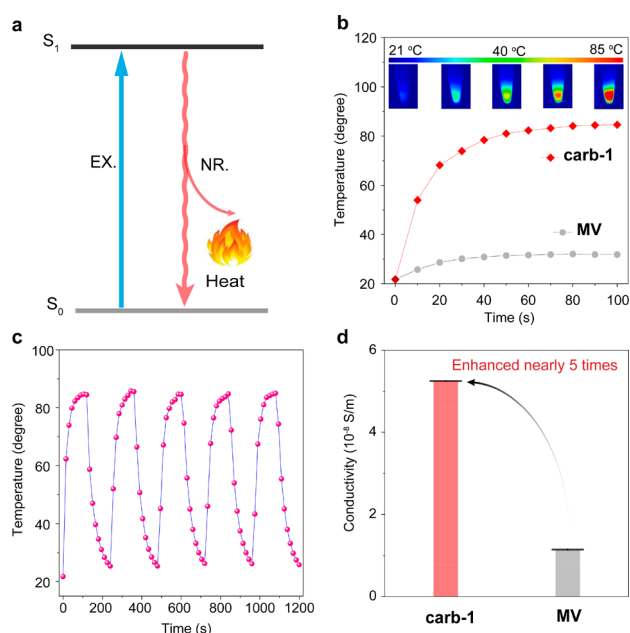 a
S1
EX.
NR.
Heat
S0
b
21 ℃
40 ℃
85 ℃
120
100
80
60
40
20
Temperature (degree)
carb-1
MV
0
20
40
60
80
100
Time (s)
c
100
80
60
40
20
Temperature (degree)
0
200
400
600
800
1000
1200
Time (s)
d
Enhanced nearly 5 times
6
4
2
0
Conductivity (10⁻⁸ S/m)
carb-1
MV